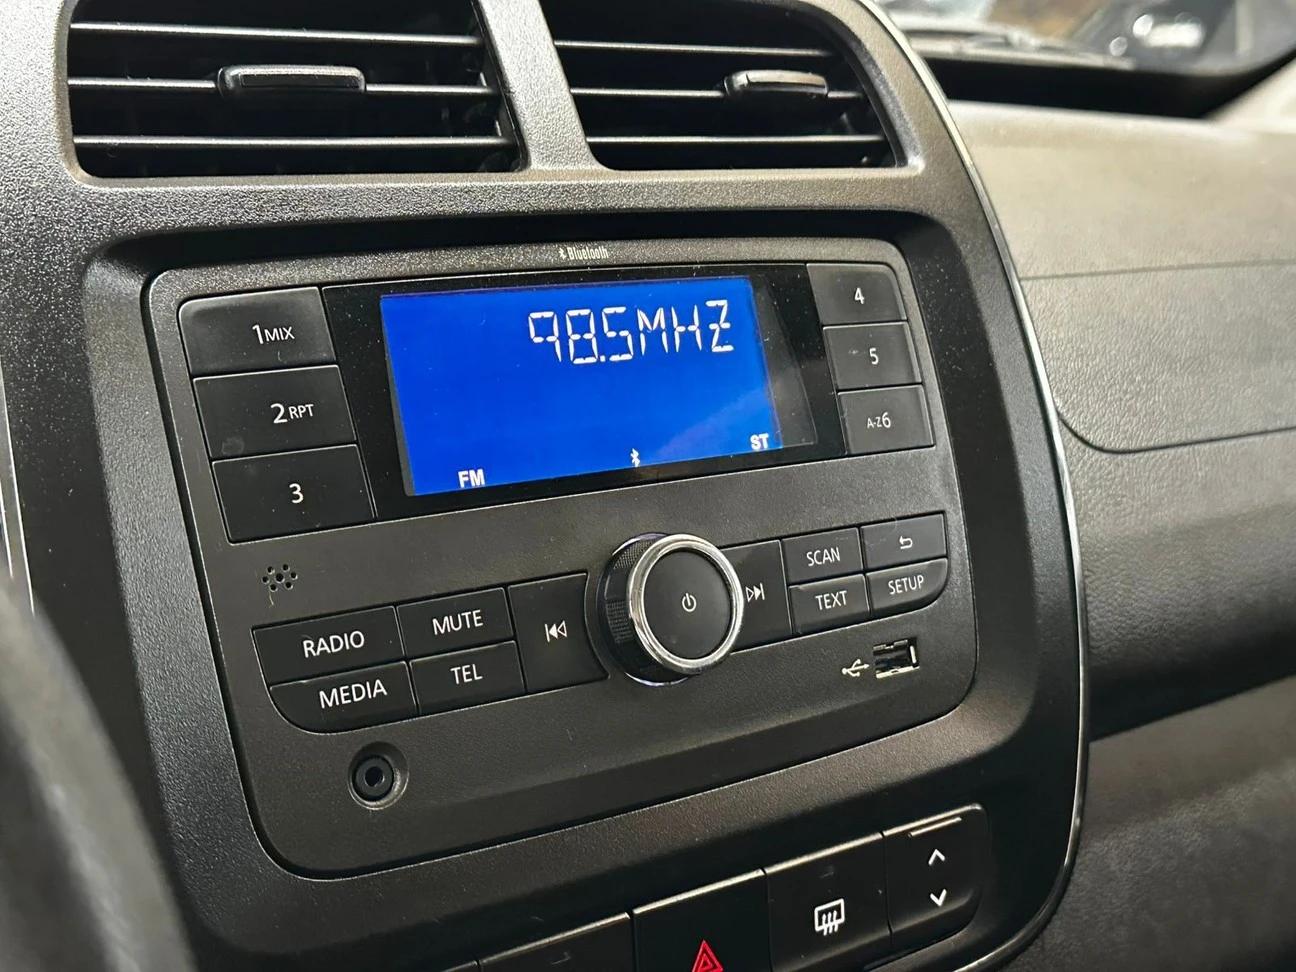 Bluetooth
1MIX
98.5MHZ
4
2RPT
5
3
A-Z6
FM
ST
SCAN
RADIO
MUTE
TEXT
SETUP
MEDIA
TEL